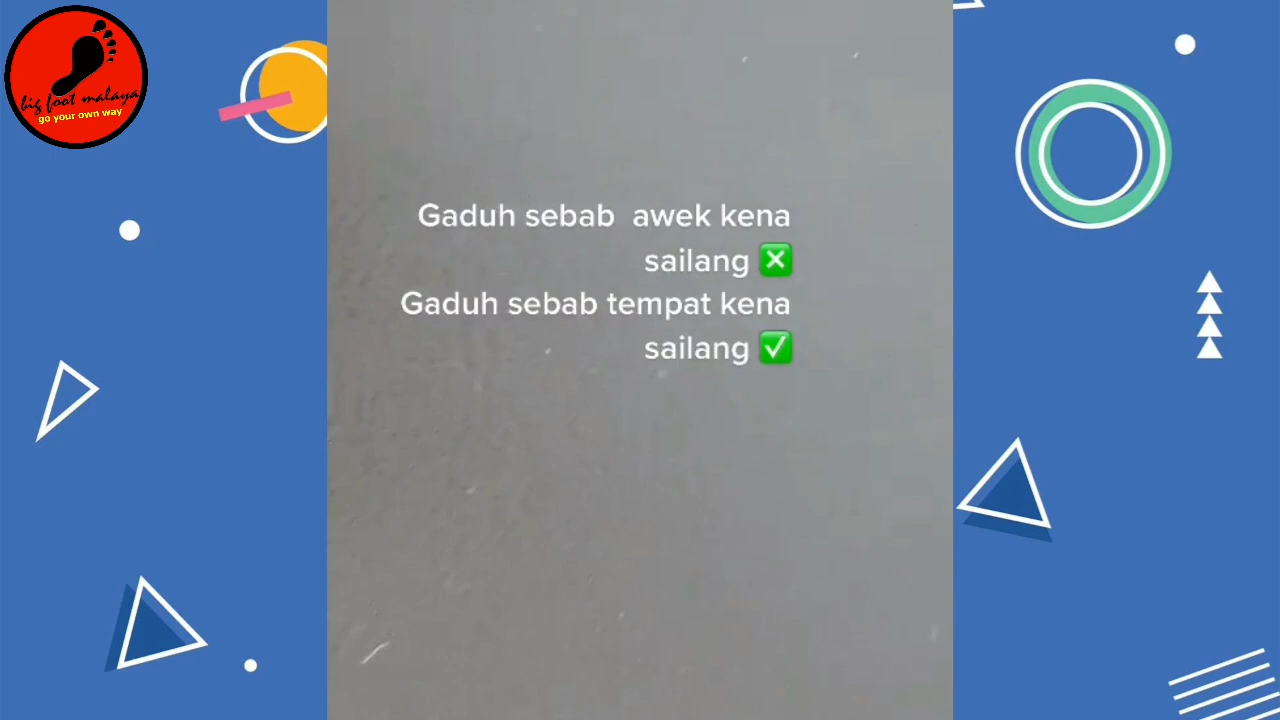 big foot malaya
go your own way
Gaduh sebab awek kena
sailang ❎
Gaduh sebab tempat kena
sailang ✅